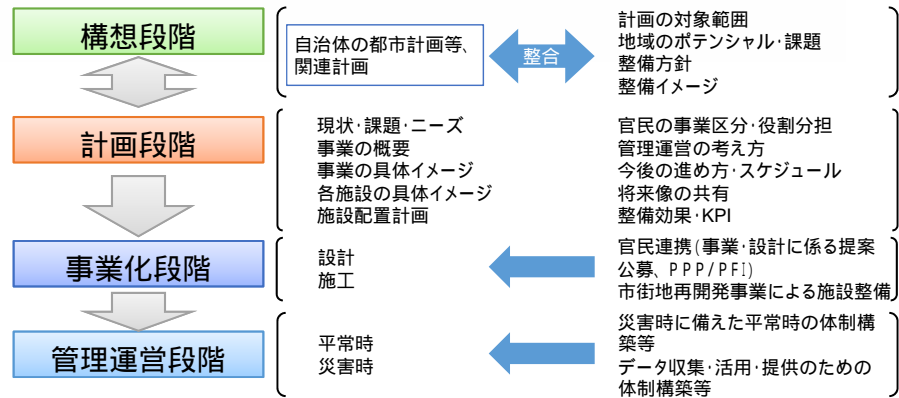 構想段階
自治体の都市計画等、
関連計画
整合
計画の対象範囲
地域のポテンシャル・課題
整備方針
整備イメージ
計画段階
現状・課題・ニーズ
事業の概要
事業の具体イメージ
各施設の具体イメージ
施設配置計画
官民の事業区分・役割分担
管理運営の考え方
今後の進め方・スケジュール
将来像の共有
整備効果・KPI
事業化段階
設計
施工
官民連携(事業・設計に係る提案
公募、PPP/PFI)
市街地再開発事業による施設整備
管理運営段階
平常時
災害時
災害時に備えた平常時の体制構
築等
データ収集・活用・提供のための
体制構築等